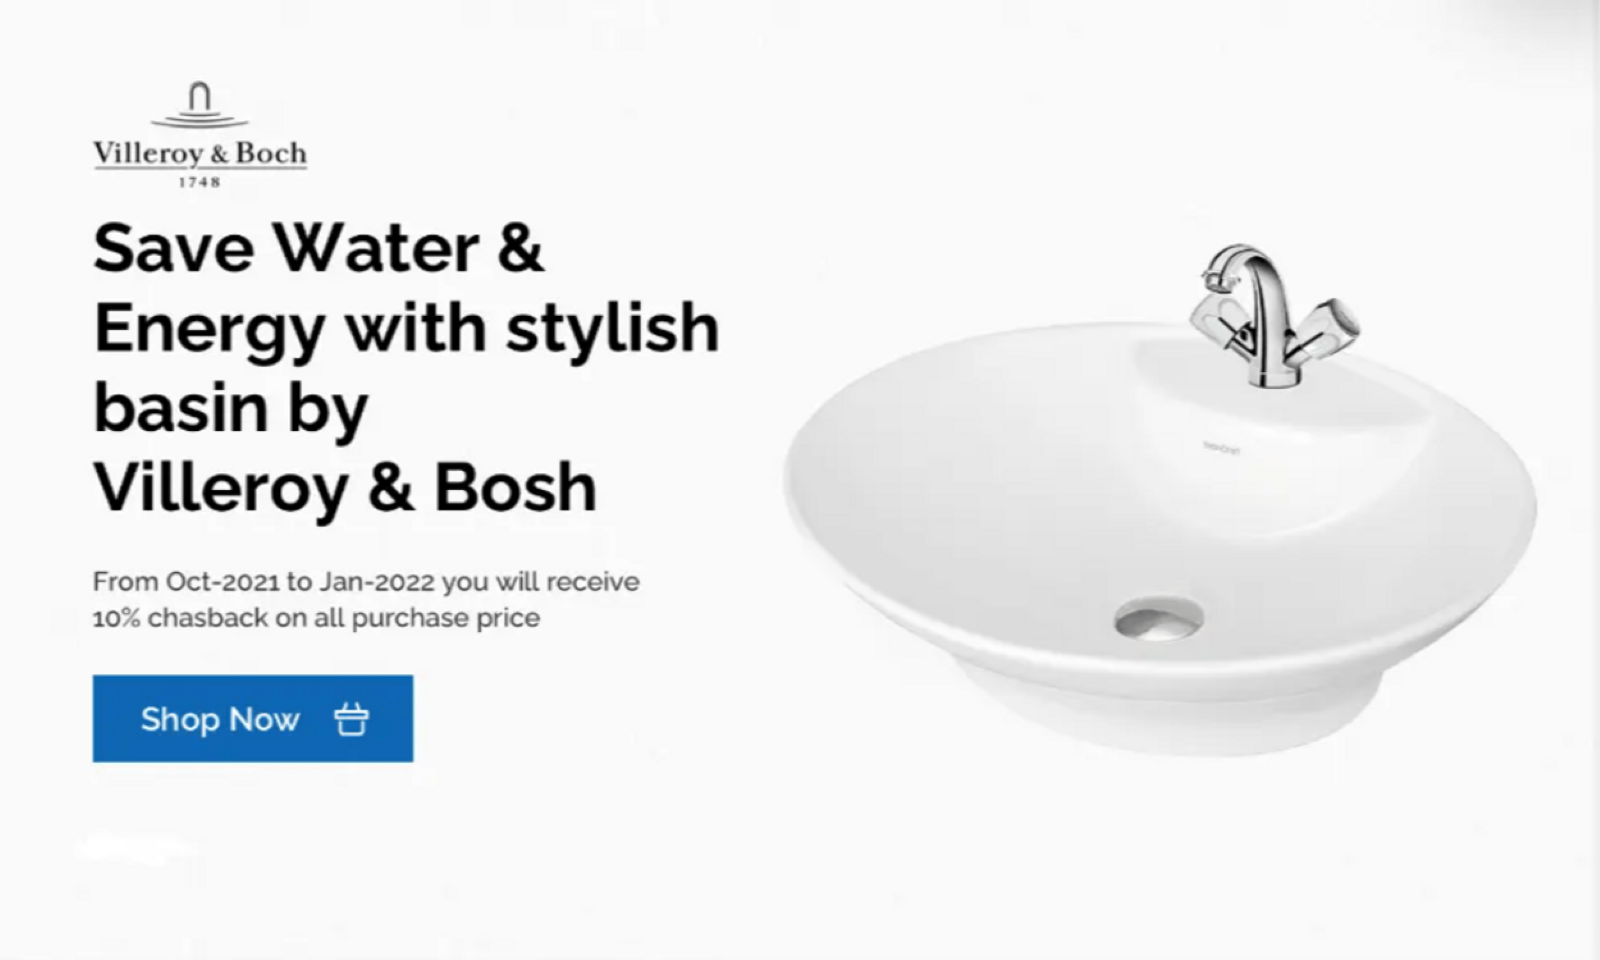 Villeroy & Boch
1748
Save Water &
Energy with stylish
basin by
Villeroy & Bosh
From Oct-2021 to Jan-2022 you will receive
10% chasback on all purchase price
Shop Now